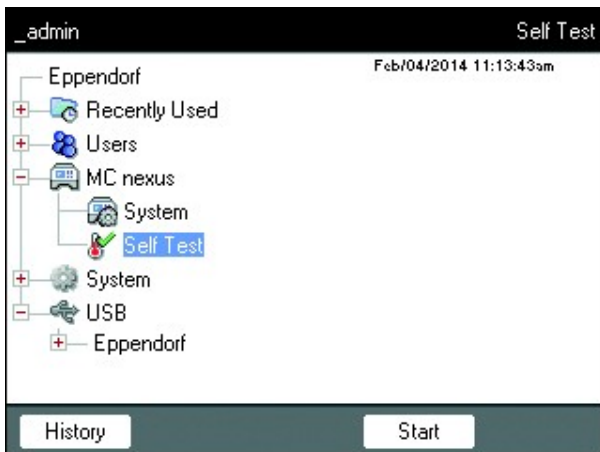 _admin Self Test
Feb/04/2014 11:13:43am
Eppendorf
Recently Used
Users
MC nexus
System
Self Test
System
USB
Eppendorf
History Start